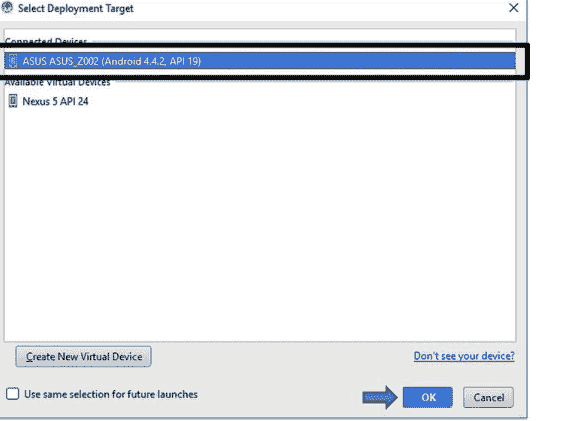 Select Deployment Target
Connected Devices
ASUS ASUS_Z002 (Android 4.4.2, API 19)
Available Virtual Devices
Nexus 5 API 24
Create New Virtual Device
Don't see your device?
Use same selection for future launches
OK
Cancel